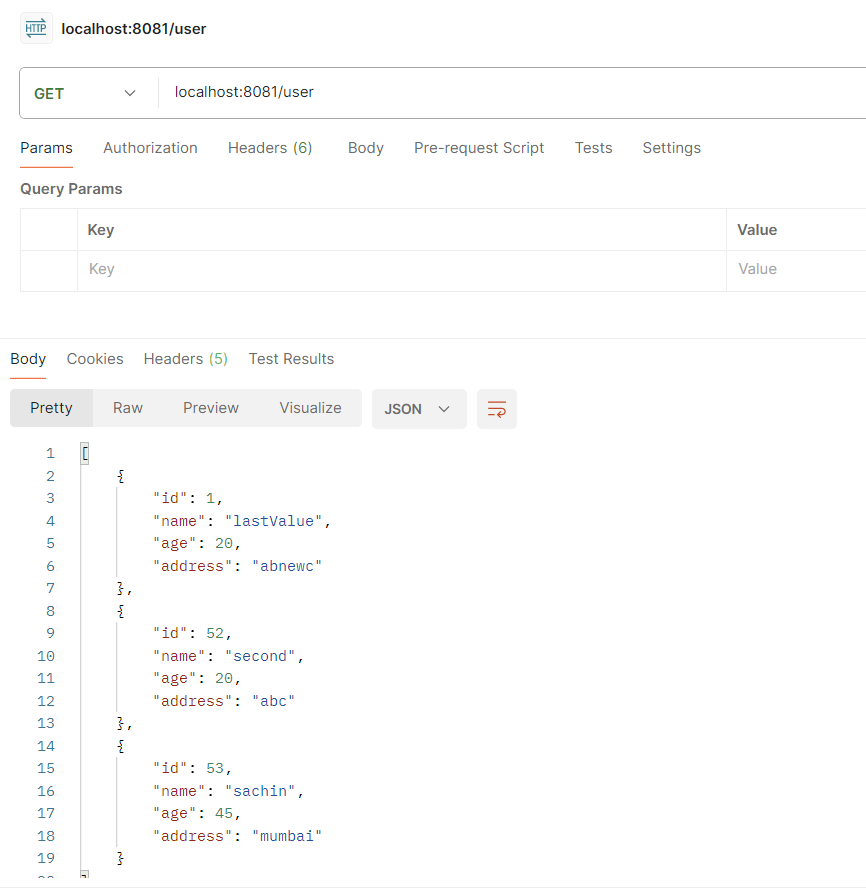 HTTP localhost:8081/user
GET localhost:8081/user
Params Authorization Headers (6) Body Pre-request Script Tests Settings
Query Params
Key Value
Key Value
Body Cookies Headers (5) Test Results
Pretty Raw Preview Visualize JSON
1 [
2 {
3 "id": 1,
4 "name": "lastValue",
5 "age": 20,
6 "address": "abnewc"
7 },
8 {
9 "id": 52,
10 "name": "second",
11 "age": 20,
12 "address": "abc"
13 },
14 {
15 "id": 53,
16 "name": "sachin",
17 "age": 45,
18 "address": "mumbai"
19 }
20 ]